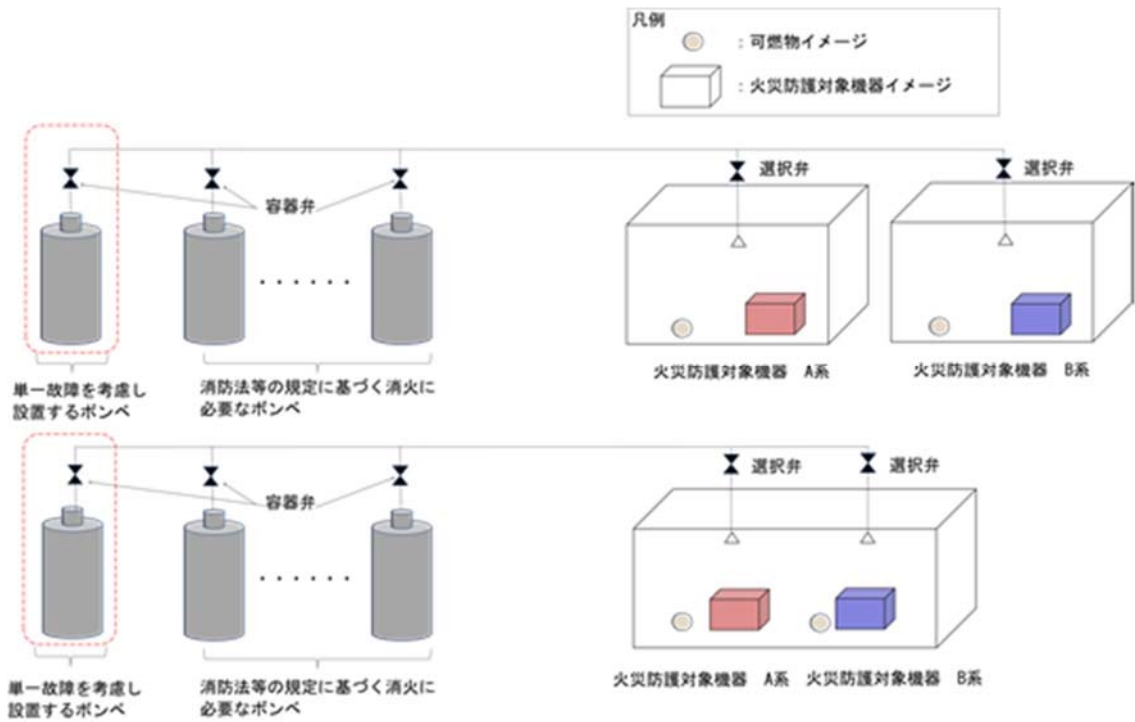 凡例
：可燃物イメージ
：火災防護対象機器イメージ
選択弁
選択弁
容器弁
火災防護対象機器　A系
火災防護対象機器　B系
単一故障を考慮し
設置するボンベ
消防法等の規定に基づく消火に
必要なボンベ
選択弁
選択弁
容器弁
火災防護対象機器　A系
火災防護対象機器　B系
単一故障を考慮し
設置するボンベ
消防法等の規定に基づく消火に
必要なボンベ